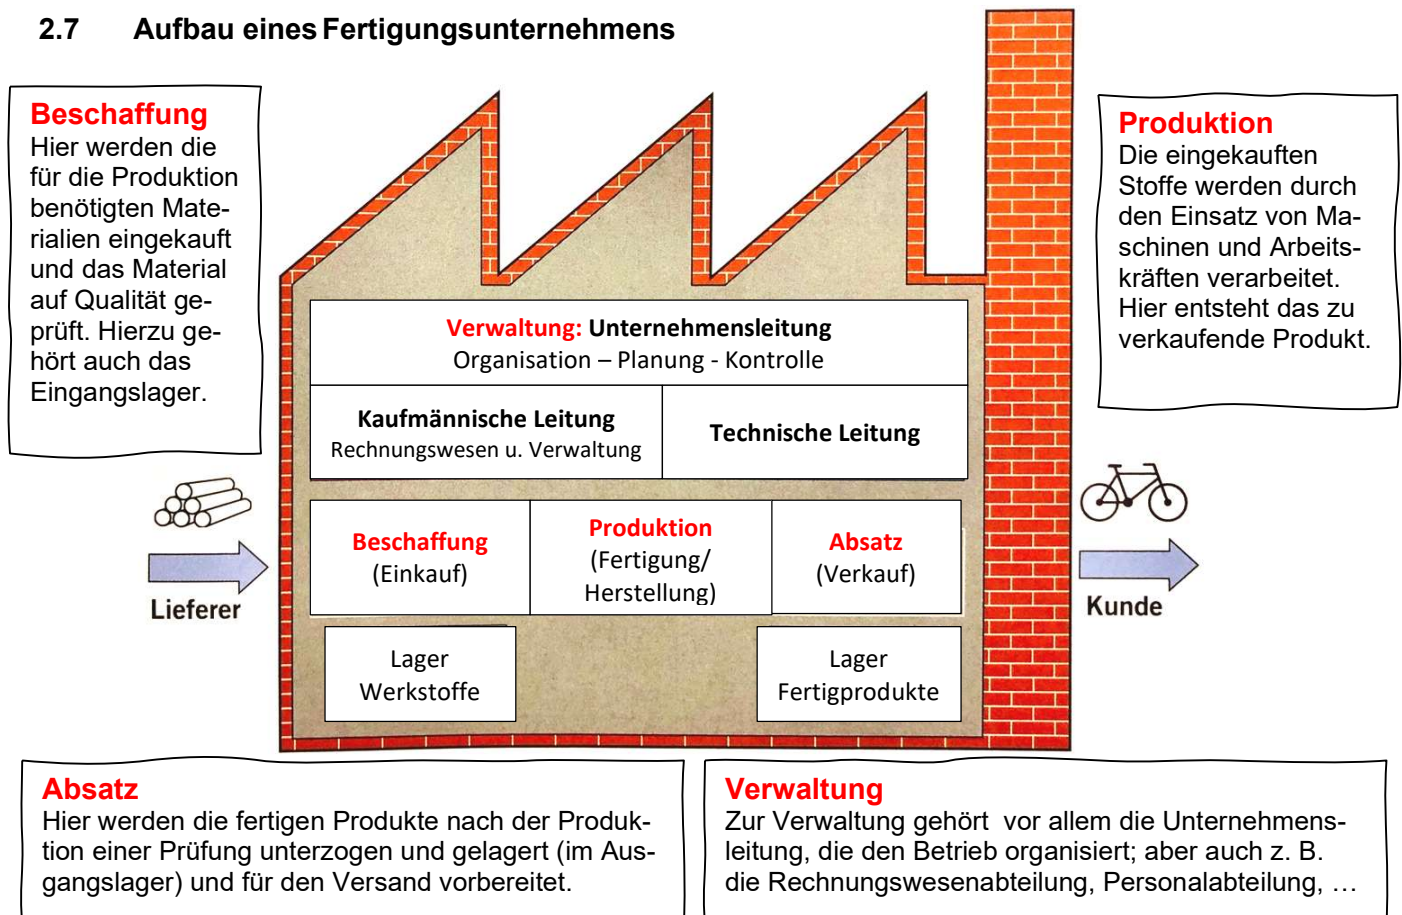 2.7 Aufbau eines Fertigungsunternehmens
Beschaffung
Hier werden die
für die Produktion
benötigten Mate-
rialien eingekauft
und das Material
auf Qualität ge-
prüft. Hierzu ge-
hört auch das
Eingangslager.
Produktion
Die eingekauften
Stoffe werden durch
den Einsatz von Ma-
schinen und Arbeits-
kräften verarbeitet.
Hier entsteht das zu
verkaufende Produkt.
Verwaltung: Unternehmensleitung
Organisation – Planung - Kontrolle
Kaufmännische Leitung
Rechnungswesen u. Verwaltung
Technische Leitung
Lieferer
Beschaffung
(Einkauf)
Produktion
(Fertigung/
Herstellung)
Absatz
(Verkauf)
Kunde
Lager
Werkstoffe
Lager
Fertigprodukte
Absatz
Hier werden die fertigen Produkte nach der Produk-
tion einer Prüfung unterzogen und gelagert (im Aus-
gangslager) und für den Versand vorbereitet.
Verwaltung
Zur Verwaltung gehört vor allem die Unternehmens-
leitung, die den Betrieb organisiert; aber auch z. B.
die Rechnungswesenabteilung, Personalabteilung, …